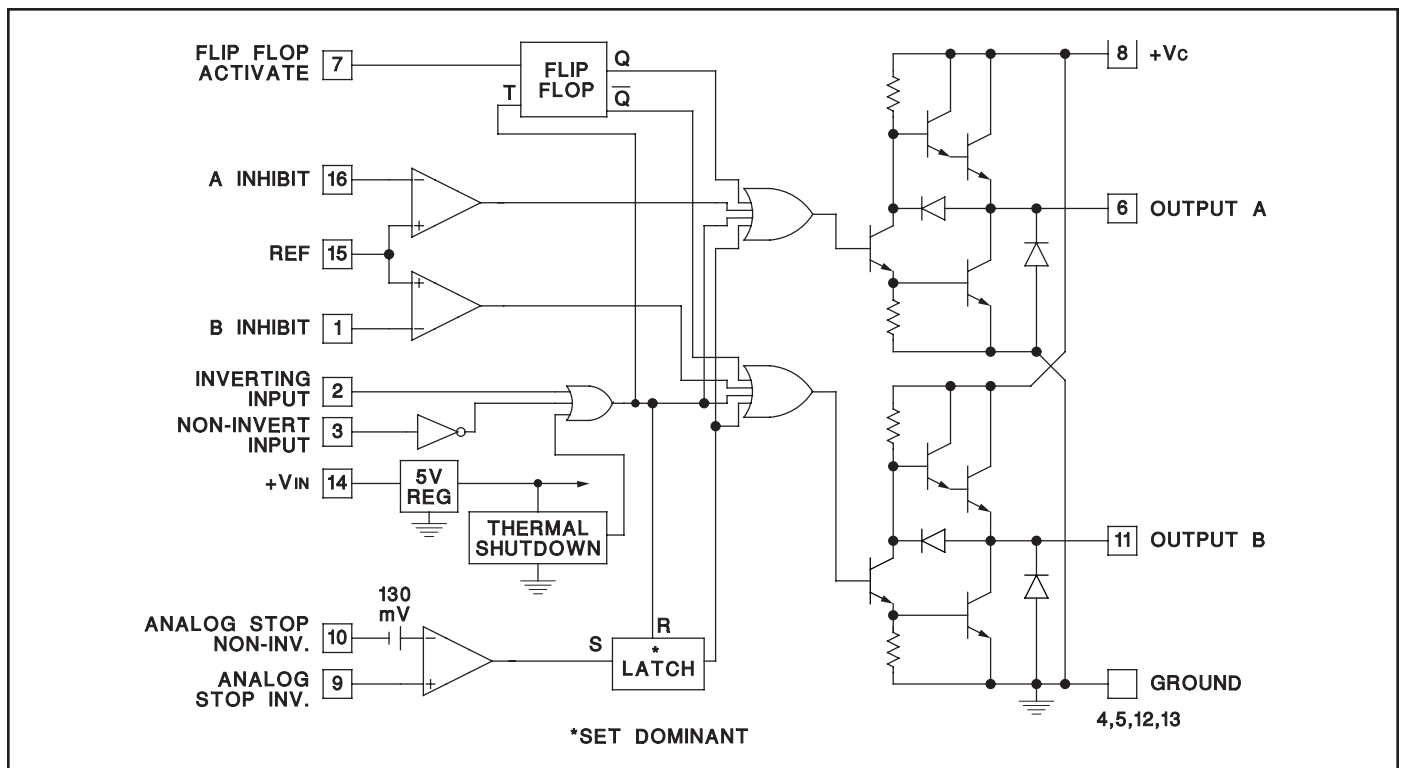 FLIP FLOP
ACTIVATE
7
FLIP
FLOP
T
Q
Q̅
8
+Vc
A INHIBIT
16
−
+
REF
15
6
OUTPUT A
+
−
B INHIBIT
1
INVERTING
INPUT
2
NON-INVERT
INPUT
3
+VIN
14
5V
REG
THERMAL
SHUTDOWN
11
OUTPUT B
130
mV
ANALOG STOP
NON-INV.
10
−
+
ANALOG
STOP INV.
9
S
R
*
LATCH
GROUND
4,5,12,13
*SET DOMINANT